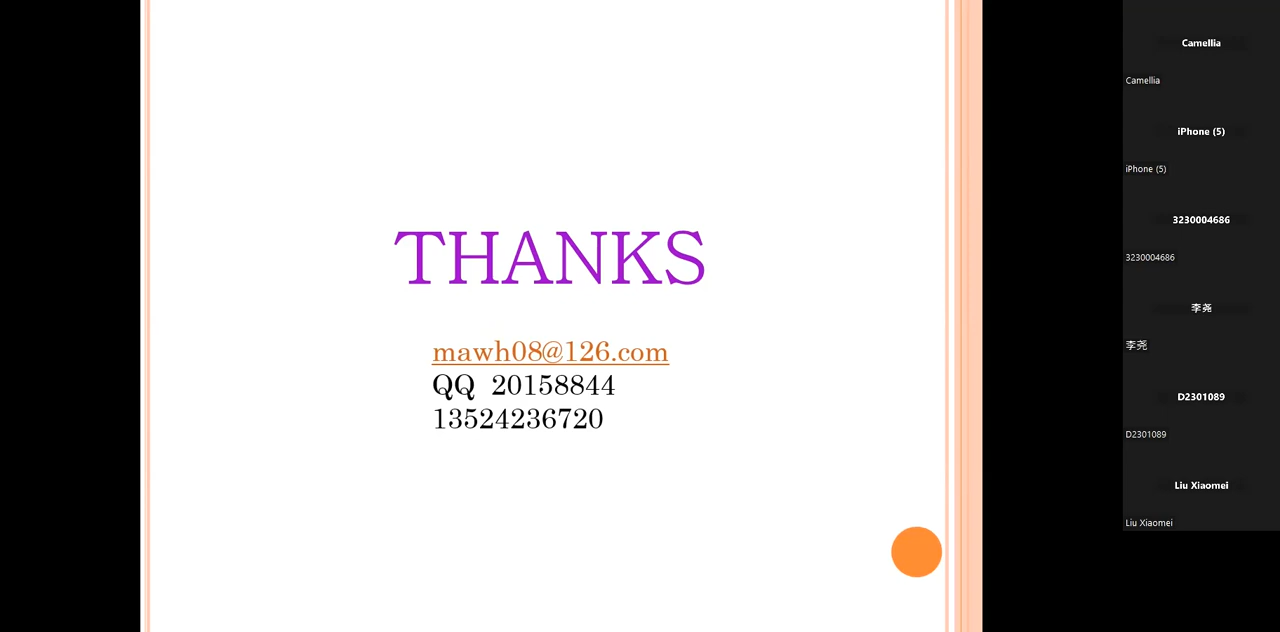 THANKS
mawh08@126.com
QQ 20158844
13524236720
Camellia
Camellia
iPhone (5)
iPhone (5)
3230004686
3230004686
李尧
李尧
D2301089
D2301089
Liu Xiaomei
Liu Xiaomei